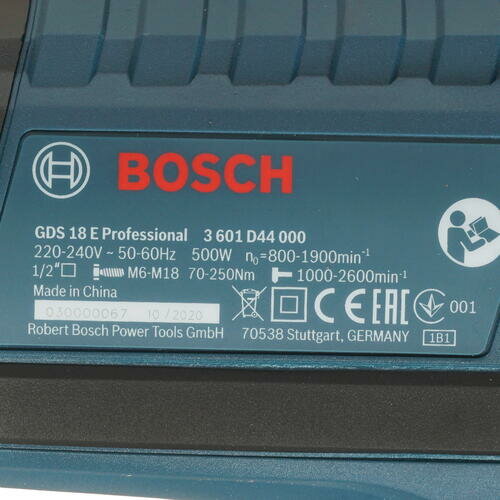 BOSCH
GDS 18 E Professional 3 601 D44 000
220-240V ~ 50-60Hz 500W n₀=800-1900min⁻¹
1/2" M6-M18 70-250Nm 1000-2600min⁻¹
Made in China
030000067 10/2020
CE EAC 001
Robert Bosch Power Tools GmbH 70538 Stuttgart, GERMANY 1B1